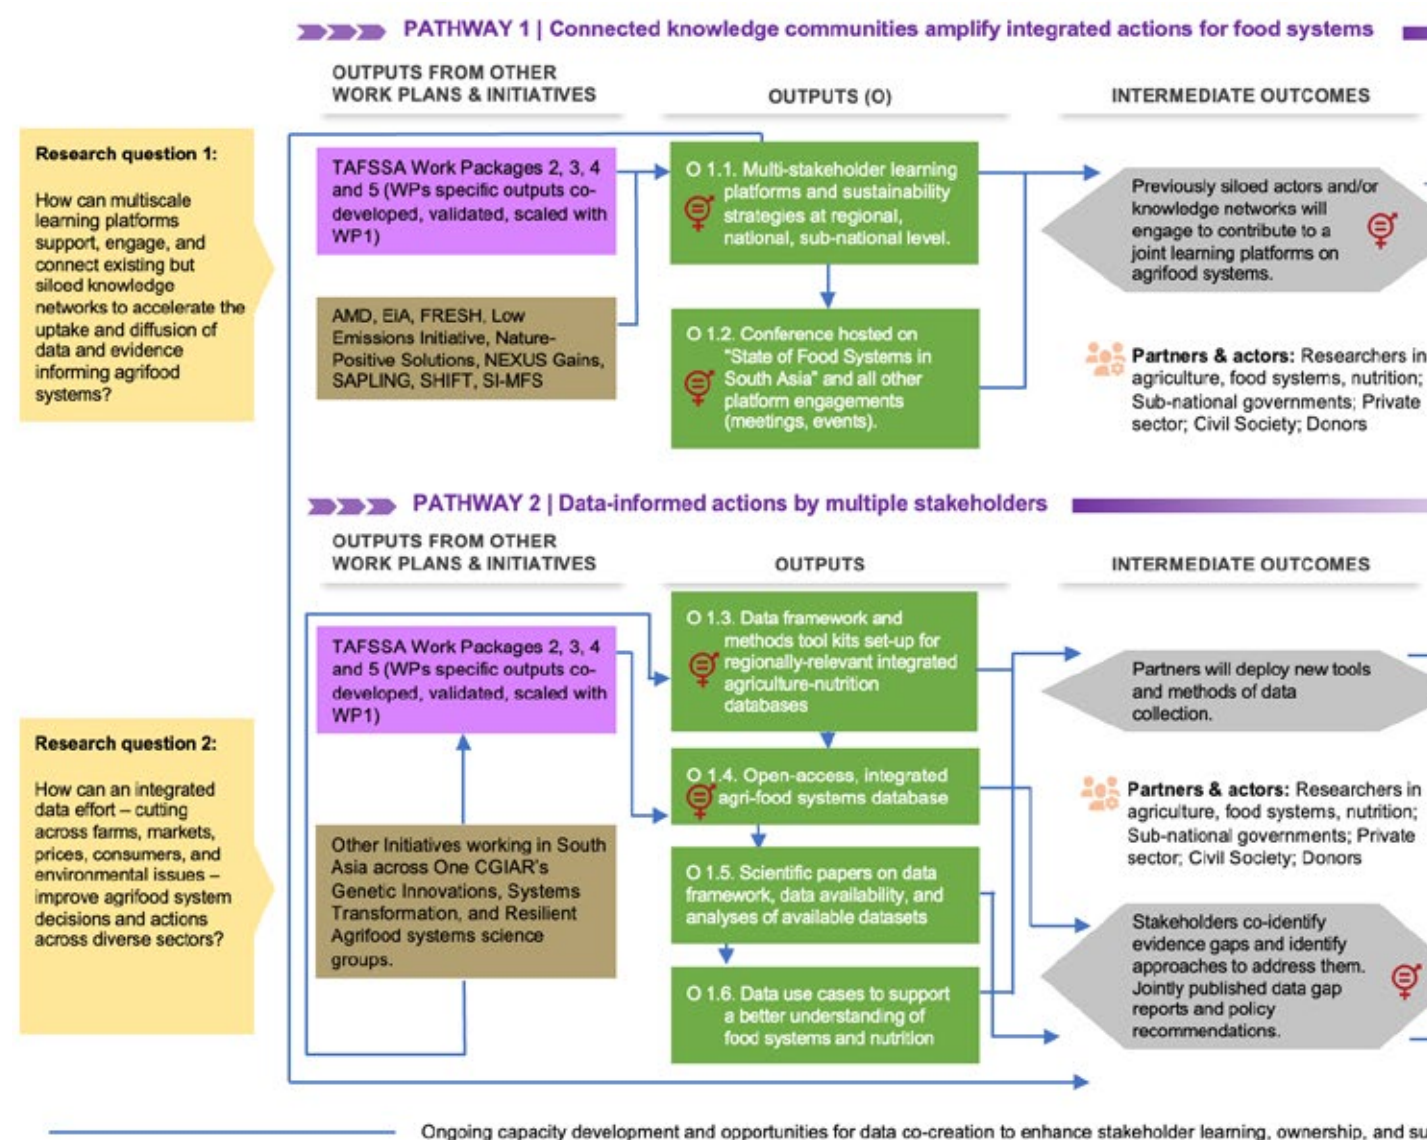 PATHWAY 1 | Connected knowledge communities amplify integrated actions for food systems
OUTPUTS FROM OTHER
WORK PLANS & INITIATIVES
OUTPUTS (O)
INTERMEDIATE OUTCOMES
Research question 1:
How can multiscale
learning platforms
support, engage, and
connect existing but
siloed knowledge
networks to accelerate the
uptake and diffusion of
data and evidence
informing agrifood
systems?
TAFSSA Work Packages 2, 3, 4
and 5 (WPs specific outputs co-
developed, validated, scaled with
WP1)
AMD, EiA, FRESH, Low
Emissions Initiative, Nature-
Positive Solutions, NEXUS Gains,
SAPLING, SHIFT, SI-MFS
O 1.1. Multi-stakeholder learning
platforms and sustainability
strategies at regional,
national, sub-national level.
O 1.2. Conference hosted on
"State of Food Systems in
South Asia" and all other
platform engagements
(meetings, events).
Previously siloed actors and/or
knowledge networks will
engage to contribute to a
joint learning platforms on
agrifood systems.
Partners & actors: Researchers in
agriculture, food systems, nutrition;
Sub-national governments; Private
sector; Civil Society; Donors
PATHWAY 2 | Data-informed actions by multiple stakeholders
OUTPUTS FROM OTHER
WORK PLANS & INITIATIVES
OUTPUTS
INTERMEDIATE OUTCOMES
Research question 2:
How can an integrated
data effort – cutting
across farms, markets,
prices, consumers, and
environmental issues –
improve agrifood system
decisions and actions
across diverse sectors?
TAFSSA Work Packages 2, 3, 4
and 5 (WPs specific outputs co-
developed, validated, scaled with
WP1)
Other Initiatives working in South
Asia across One CGIAR's
Genetic Innovations, Systems
Transformation, and Resilient
Agrifood systems science
groups.
O 1.3. Data framework and
methods tool kits set-up for
regionally-relevant integrated
agriculture-nutrition
databases
O 1.4. Open-access, integrated
agri-food systems database
O 1.5. Scientific papers on data
framework, data availability, and
analyses of available datasets
O 1.6. Data use cases to support
a better understanding of
food systems and nutrition
Partners will deploy new tools
and methods of data
collection.
Partners & actors: Researchers in
agriculture, food systems, nutrition;
Sub-national governments; Private
sector; Civil Society; Donors
Stakeholders co-identify
evidence gaps and identify
approaches to address them.
Jointly published data gap
reports and policy
recommendations.
Ongoing capacity development and opportunities for data co-creation to enhance stakeholder learning, ownership, and